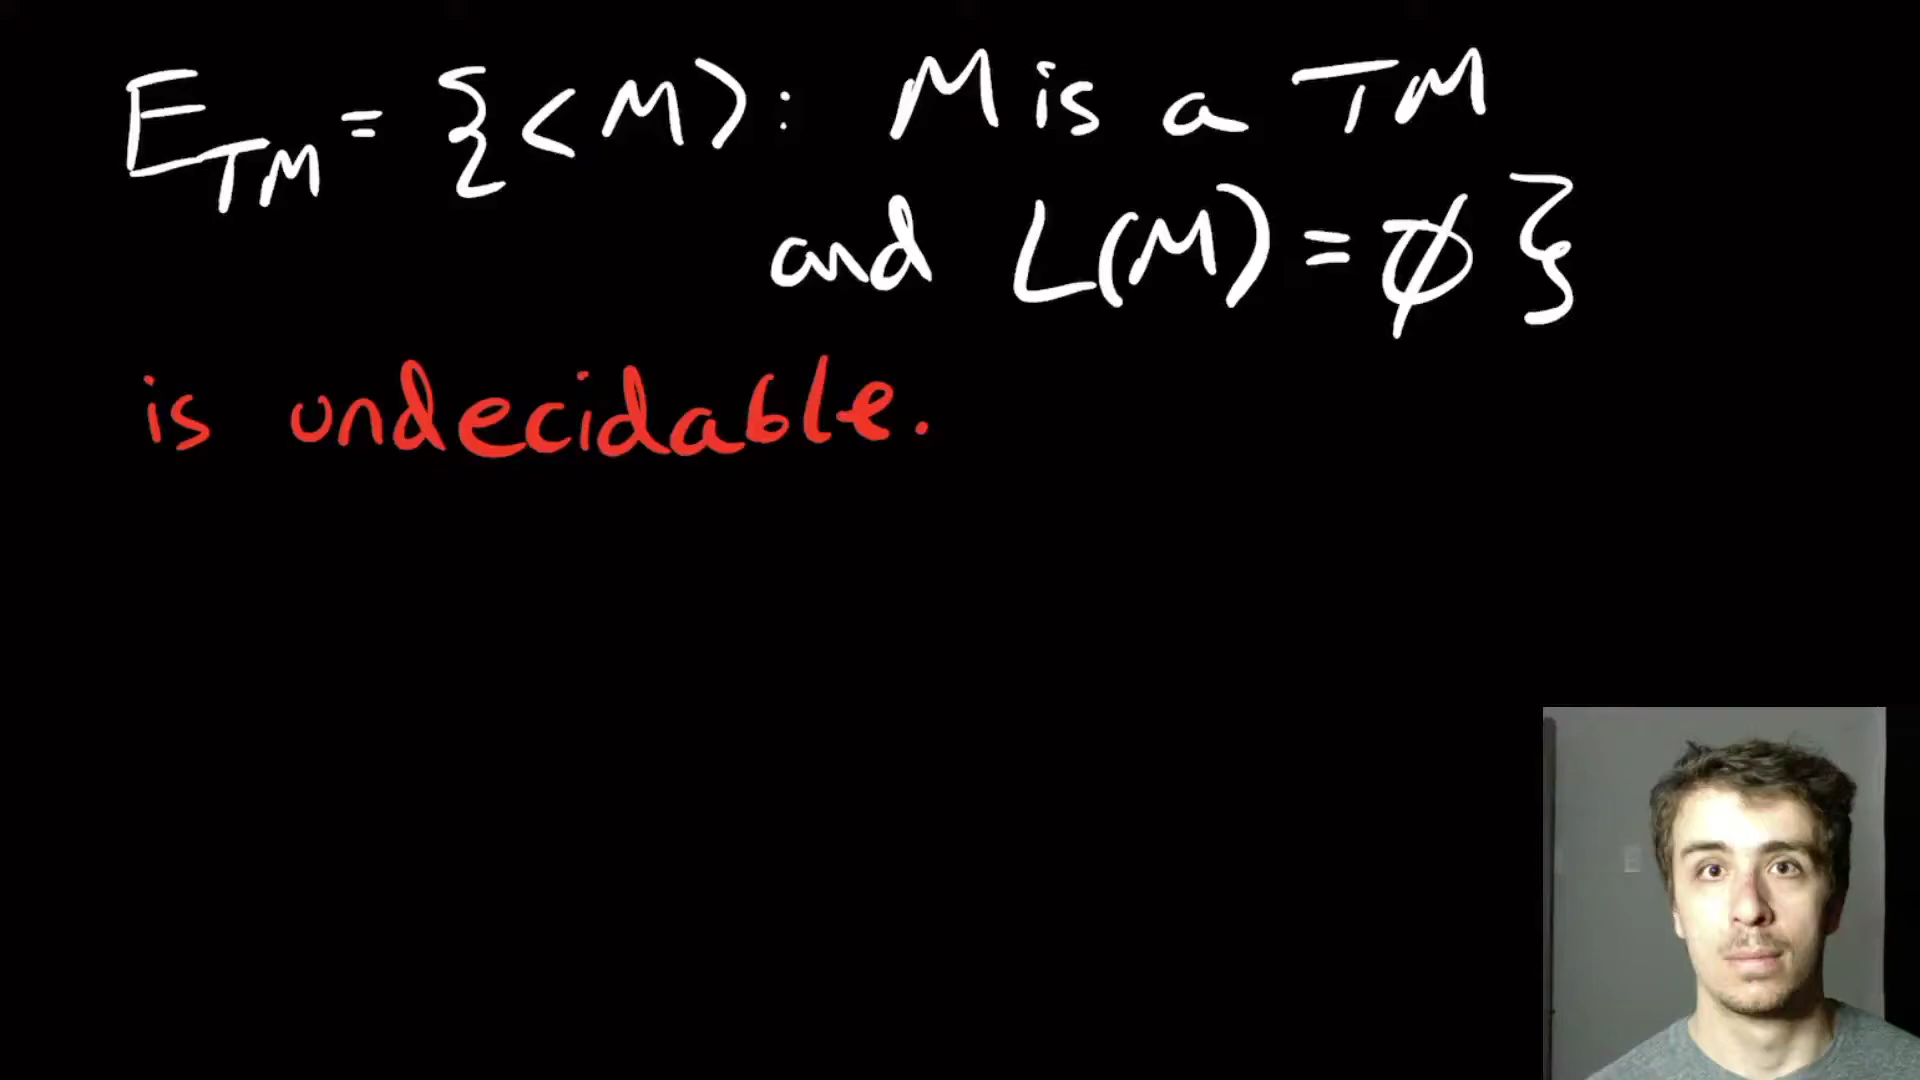 E_TM = {<M>: M is a TM
and L(M) = ∅}
is undecidable.